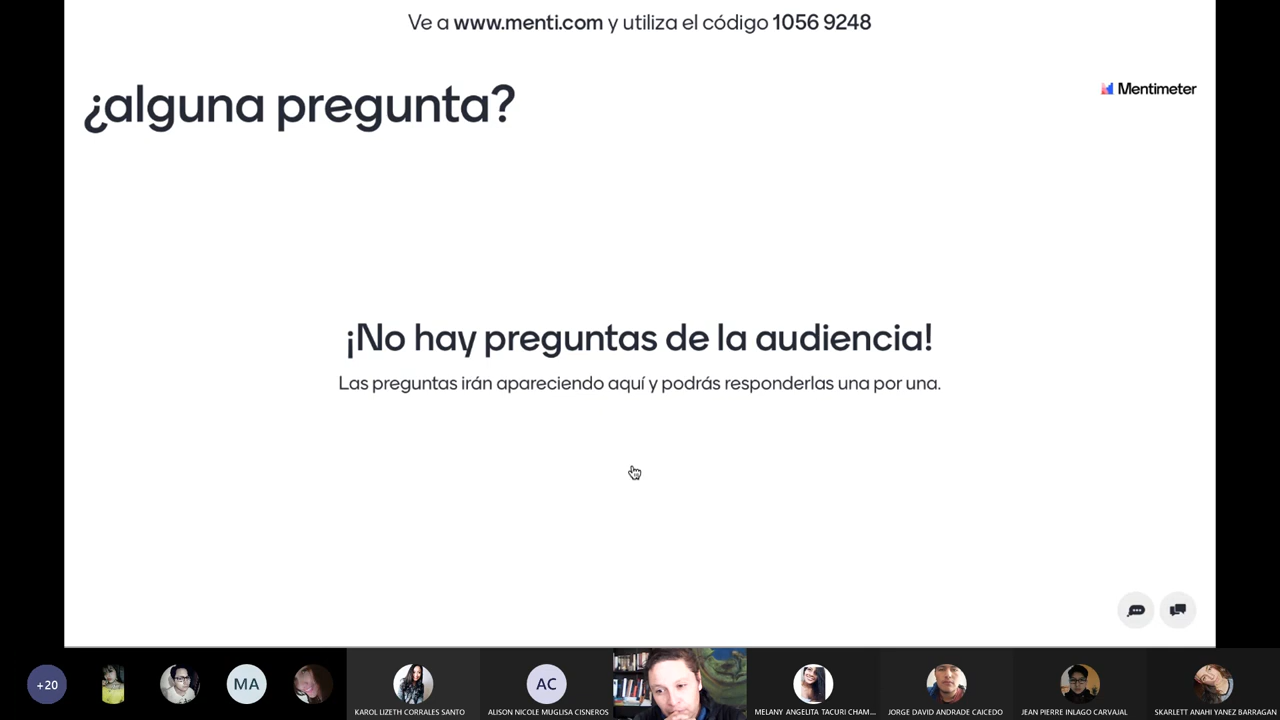 Ve a www.menti.com y utiliza el código 1056 9248
¿alguna pregunta?
Mentimeter
¡No hay preguntas de la audiencia!
Las preguntas irán apareciendo aquí y podrás responderlas una por una.
+20
MA
AC
KAROL LIZETH CORRALES SANTO
ALISON NICOLE MUGLISA CISNEROS
MELANY ANGELITA TACURI CHAM...
JORGE DAVID ANDRADE CAICEDO
JEAN PIERRE INLAGO CARVAJAL
SKARLETT ANAHI YANEZ BARRAGAN